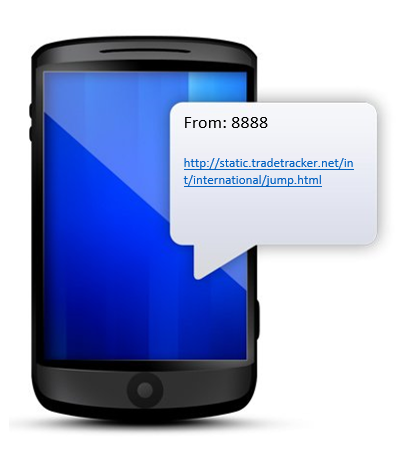 From: 8888
http://static.tradetracker.net/in
t/international/jump.html